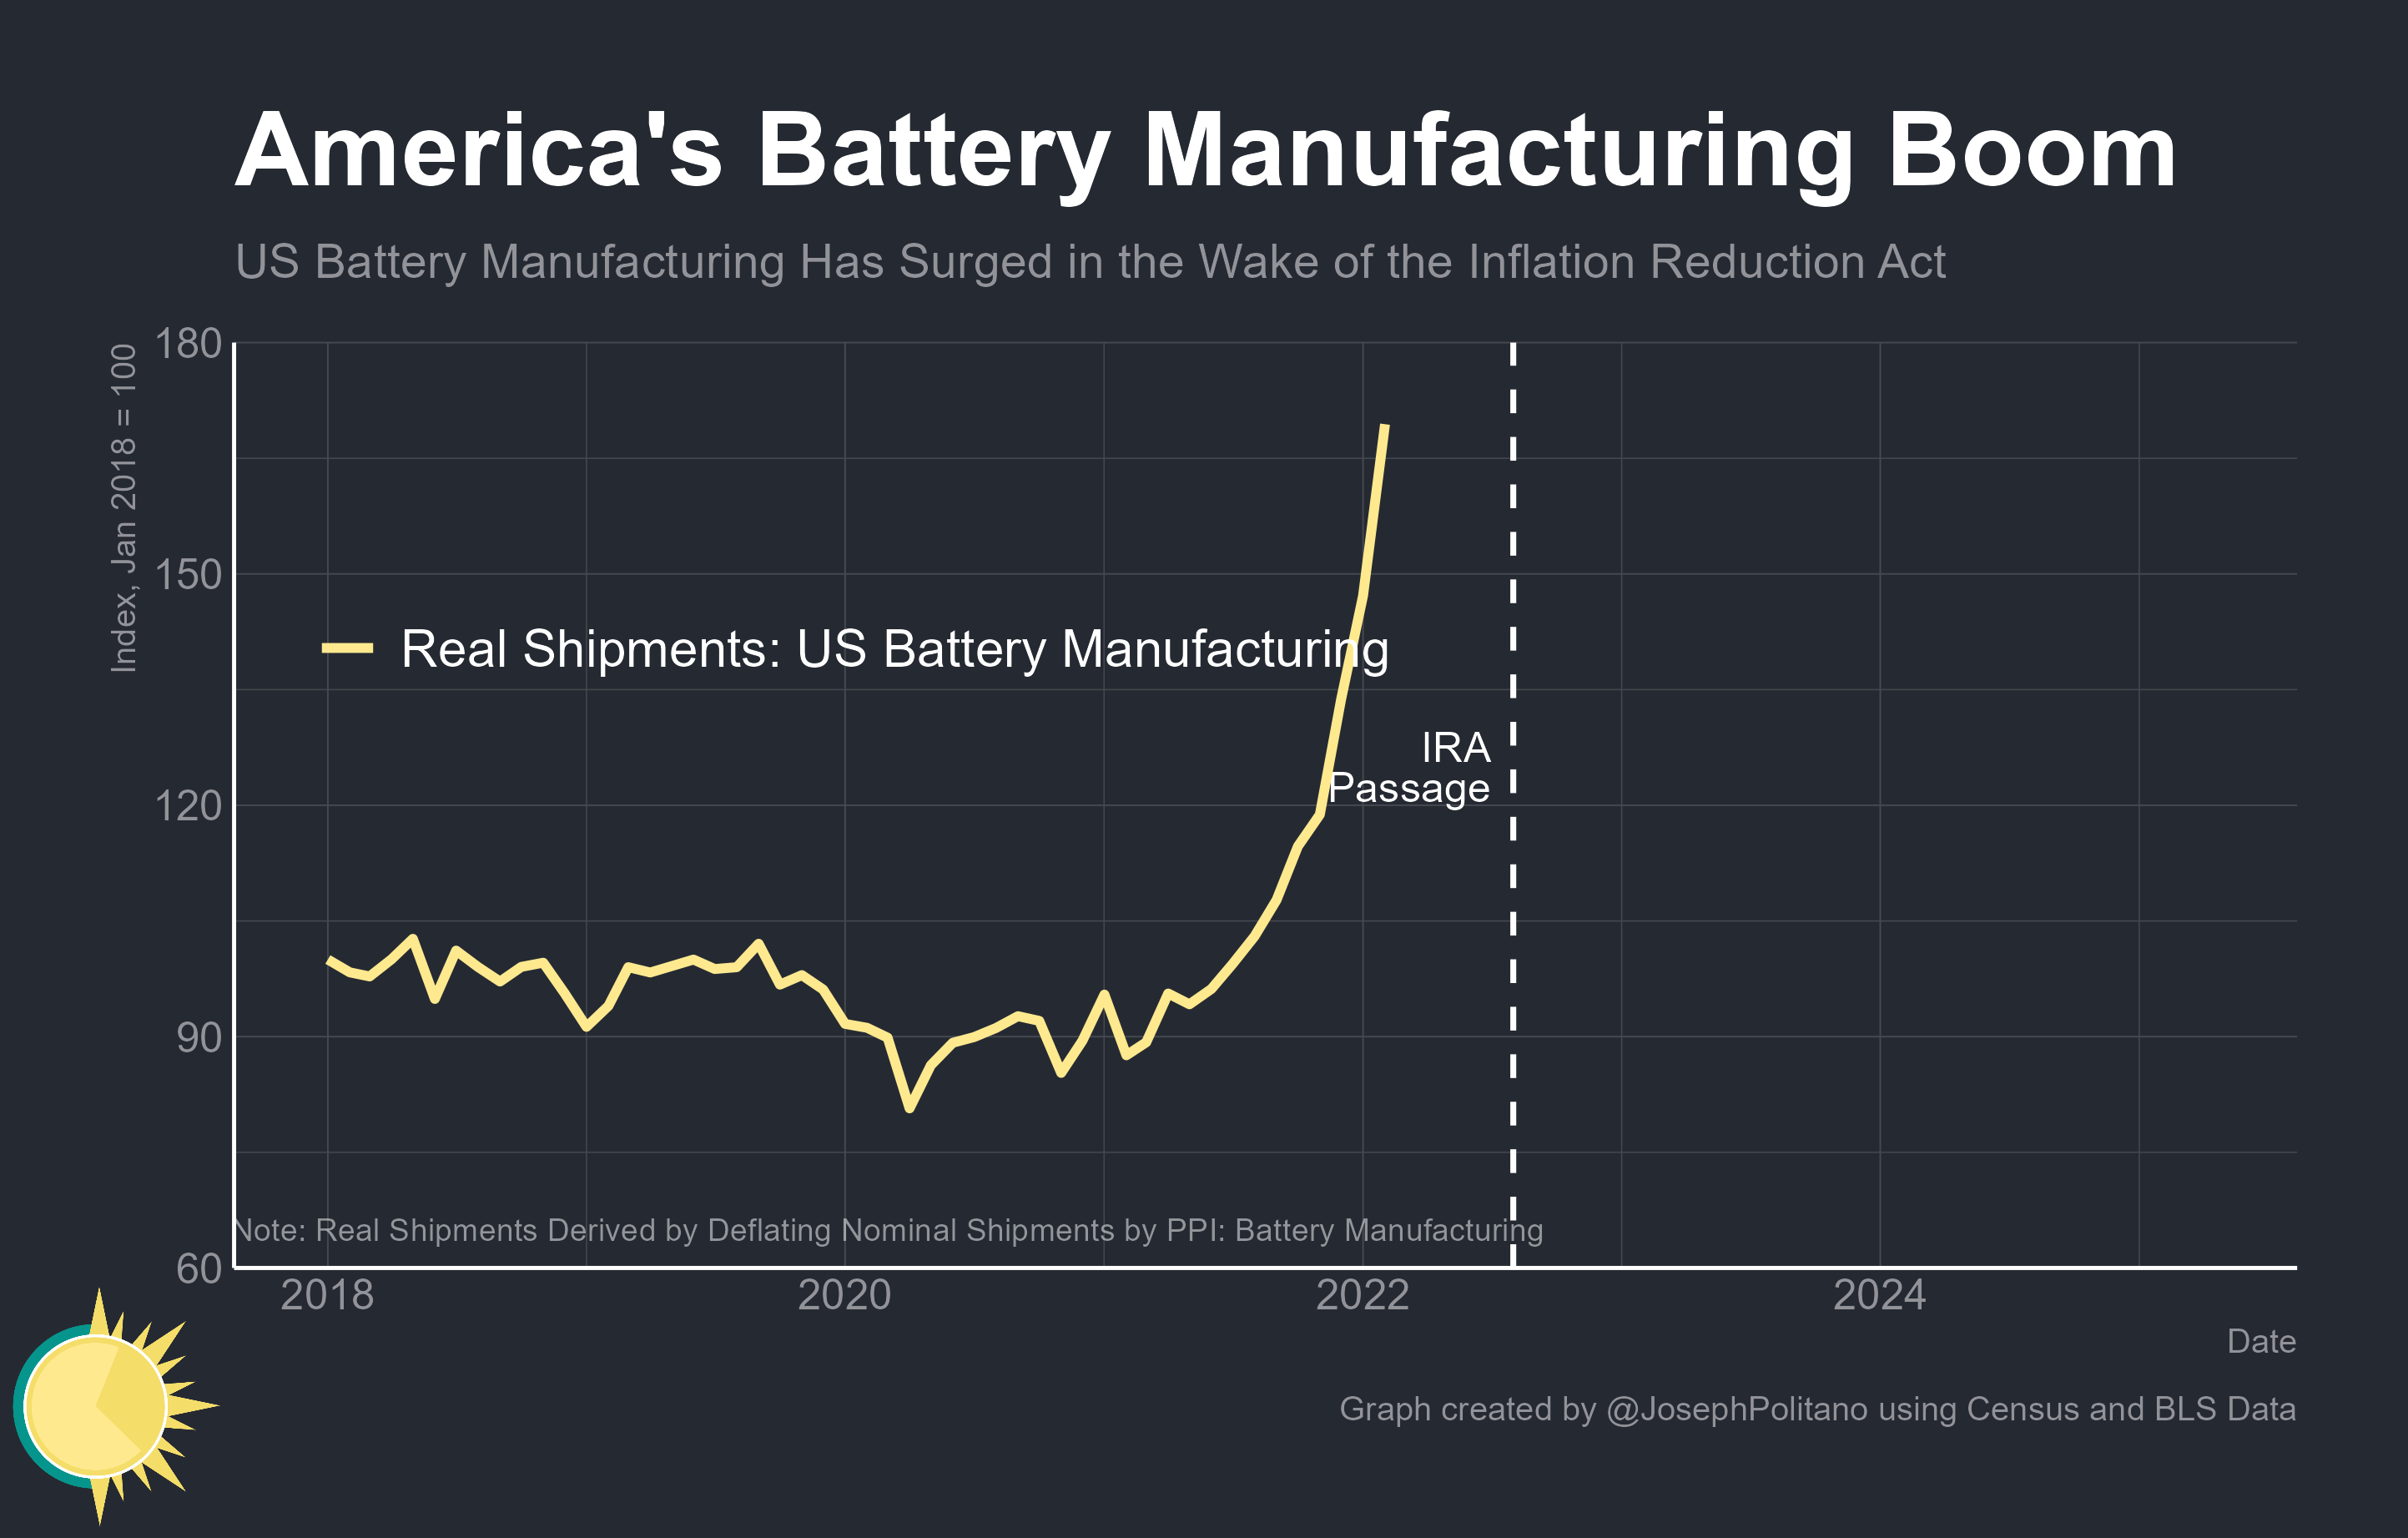 America's Battery Manufacturing Boom
US Battery Manufacturing Has Surged in the Wake of the Inflation Reduction Act
Index, Jan 2018 = 100
180
150
120
90
60
Real Shipments: US Battery Manufacturing
IRA
Passage
Note: Real Shipments Derived by Deflating Nominal Shipments by PPI: Battery Manufacturing
2018 2020 2022 2024
Date
Graph created by @JosephPolitano using Census and BLS Data